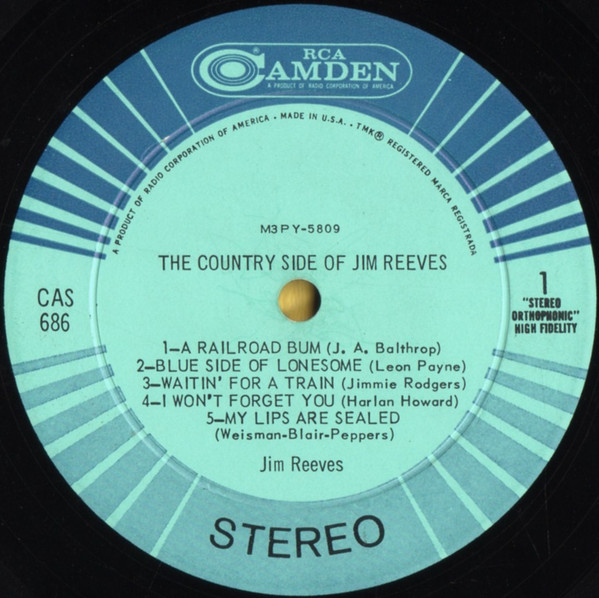 RCA
CAMDEN
A PRODUCT OF RADIO CORPORATION OF AMERICA
A PRODUCT OF RADIO CORPORATION OF AMERICA • MADE IN U.S.A. • TMK® REGISTERED MARCA REGISTRADA
M3PY-5809
THE COUNTRY SIDE OF JIM REEVES
CAS
686
1
"STEREO
ORTHOPHONIC"
HIGH FIDELITY
1—A RAILROAD BUM (J. A. Balthrop)
2—BLUE SIDE OF LONESOME (Leon Payne)
3—WAITIN' FOR A TRAIN (Jimmie Rodgers)
4—I WON'T FORGET YOU (Harlan Howard)
5—MY LIPS ARE SEALED
(Weisman-Blair-Peppers)
Jim Reeves
STEREO